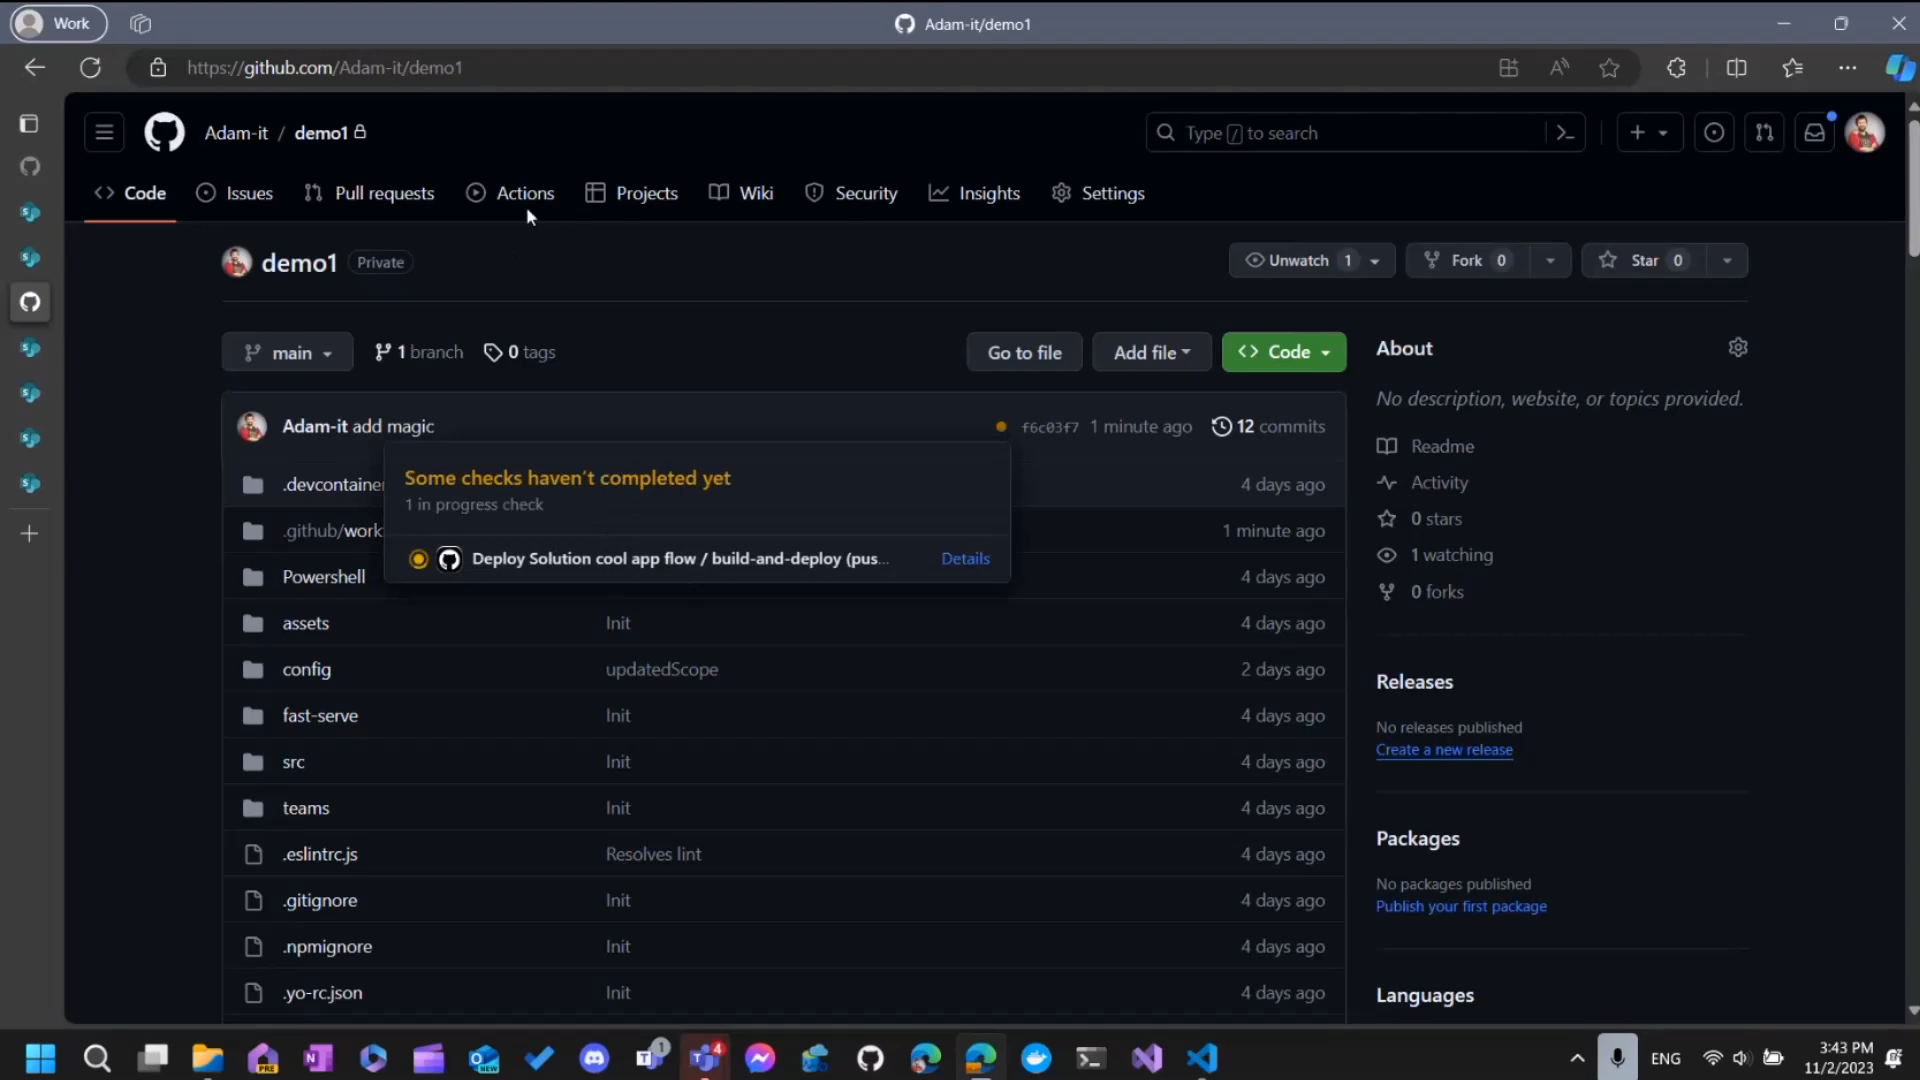 Work
Adam-it/demo1
https://github.com/Adam-it/demo1
Adam-it / demo1
Type / to search
Code Issues Pull requests Actions Projects Wiki Security Insights Settings
demo1 Private
Unwatch 1 Fork 0 Star 0
main 1 branch 0 tags
Go to file Add file Code
Adam-it add magic
f6c03f7 1 minute ago 12 commits
Some checks haven't completed yet
1 in progress check
Deploy Solution cool app flow / build-and-deploy (pus... Details
.devcontainer 4 days ago
.github/work 1 minute ago
Powershell 4 days ago
assets Init 4 days ago
config updatedScope 2 days ago
fast-serve Init 4 days ago
src Init 4 days ago
teams Init 4 days ago
.eslintrc.js Resolves lint 4 days ago
.gitignore Init 4 days ago
.npmignore Init 4 days ago
.yo-rc.json Init 4 days ago
About
No description, website, or topics provided.
Readme
Activity
0 stars
1 watching
0 forks
Releases
No releases published
Create a new release
Packages
No packages published
Publish your first package
Languages
PRE
NEW
1
4
ENG
3:43 PM
11/2/2023